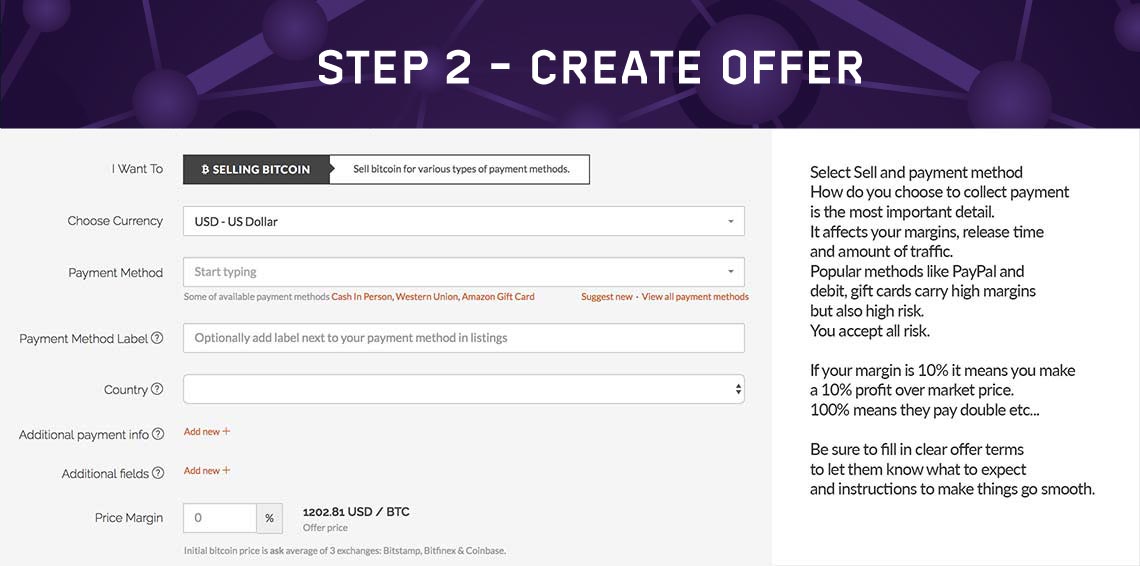 STEP 2 - CREATE OFFER
I Want To
₿ SELLING BITCOIN
Sell bitcoin for various types of payment methods.
Choose Currency
USD - US Dollar
Payment Method
Start typing
Some of available payment methods Cash In Person, Western Union, Amazon Gift Card
Suggest new · View all payment methods
Payment Method Label ?
Optionally add label next to your payment method in listings
Country ?
Additional payment info ?
Add new +
Additional fields ?
Add new +
Price Margin
0
%
1202.81 USD / BTC
Offer price
Initial bitcoin price is ask average of 3 exchanges: Bitstamp, Bitfinex & Coinbase.
Select Sell and payment method
How do you choose to collect payment
is the most important detail.
It affects your margins, release time
and amount of traffic.
Popular methods like PayPal and
debit, gift cards carry high margins
but also high risk.
You accept all risk.
If your margin is 10% it means you make
a 10% profit over market price.
100% means they pay double etc...
Be sure to fill in clear offer terms
to let them know what to expect
and instructions to make things go smooth.